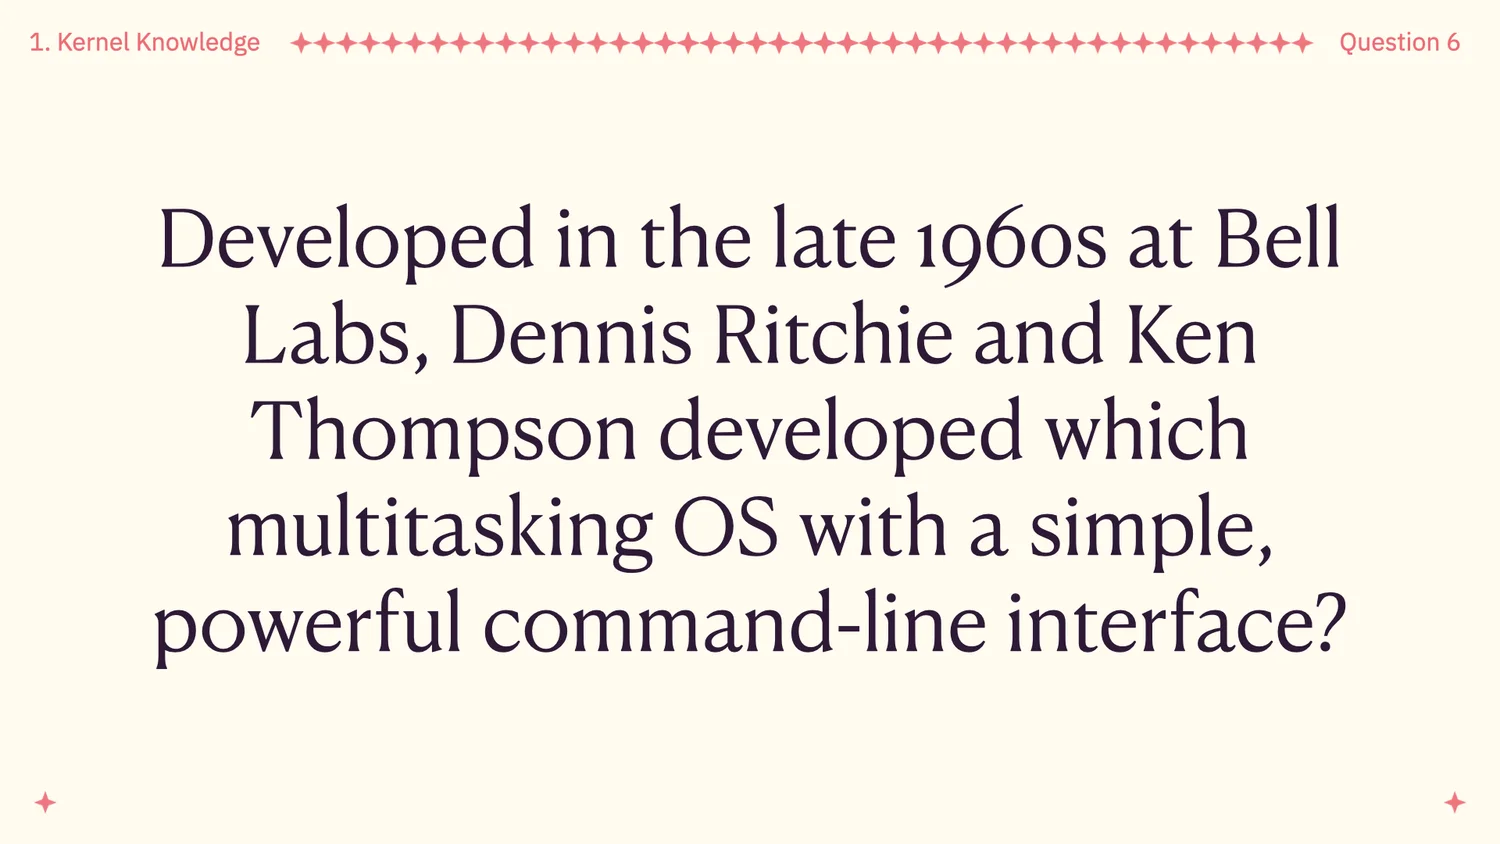 1. Kernel Knowledge
Question 6
Developed in the late 1960s at Bell
Labs, Dennis Ritchie and Ken
Thompson developed which
multitasking OS with a simple,
powerful command-line interface?